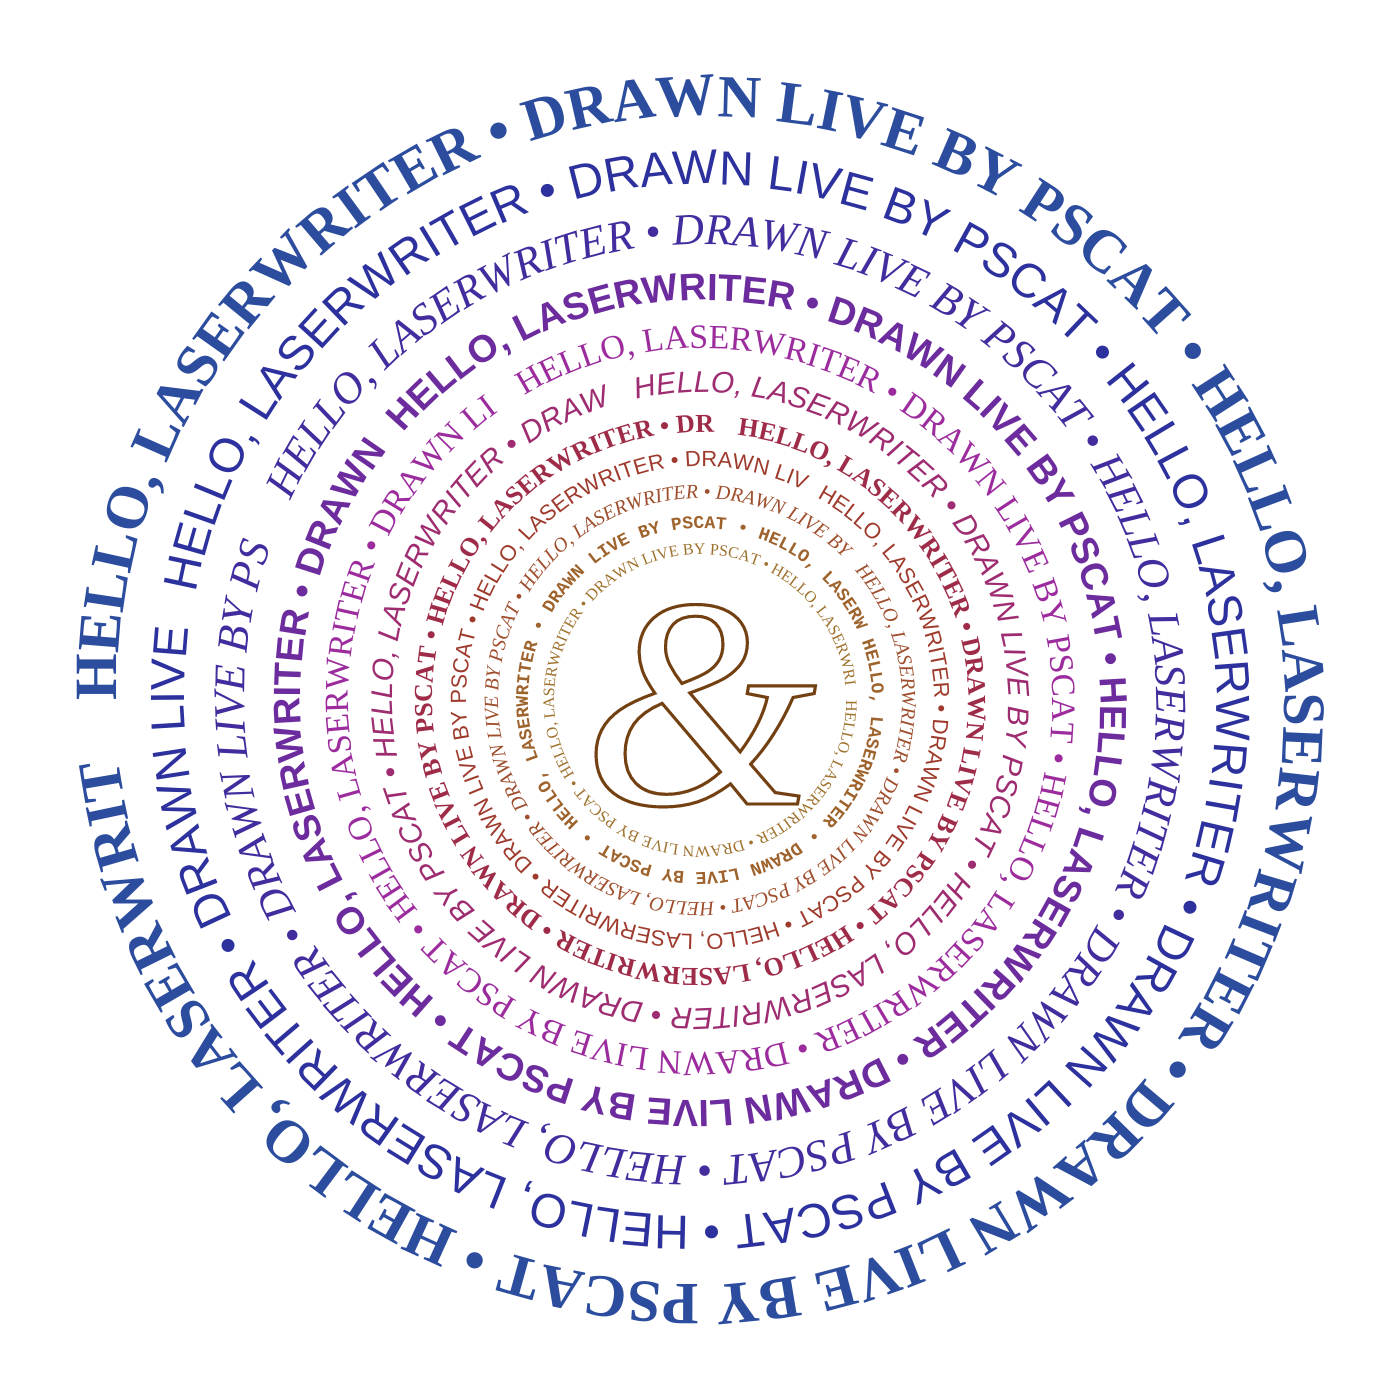 HELLO, LASERWRITER • DRAWN LIVE BY PSCAT • HELLO, LASERWRITER • DRAWN LIVE BY PSCAT • HELLO, LASERWRIT
HELLO, LASERWRITER • DRAWN LIVE BY PSCAT • HELLO, LASERWRITER • DRAWN LIVE BY PSCAT • HELLO, LASERWRITER • DRAWN LIVE
HELLO, LASERWRITER • DRAWN LIVE BY PSCAT • HELLO, LASERWRITER • DRAWN LIVE BY PSCAT • HELLO, LASERWRITER • DRAWN LIVE BY PS
HELLO, LASERWRITER • DRAWN LIVE BY PSCAT • HELLO, LASERWRITER • DRAWN LIVE BY PSCAT • HELLO, LASERWRITER • DRAWN
HELLO, LASERWRITER • DRAWN LIVE BY PSCAT • HELLO, LASERWRITER • DRAWN LIVE BY PSCAT • HELLO, LASERWRITER • DRAWN LI
HELLO, LASERWRITER • DRAWN LIVE BY PSCAT • HELLO, LASERWRITER • DRAWN LIVE BY PSCAT • HELLO, LASERWRITER • DRAW
HELLO, LASERWRITER • DRAWN LIVE BY PSCAT • HELLO, LASERWRITER • DRAWN LIVE BY PSCAT • HELLO, LASERWRITER • DR
HELLO, LASERWRITER • DRAWN LIVE BY PSCAT • HELLO, LASERWRITER • DRAWN LIVE BY PSCAT • HELLO, LASERWRITER • DRAWN LIV
HELLO, LASERWRITER • DRAWN LIVE BY PSCAT • HELLO, LASERWRITER • DRAWN LIVE BY PSCAT • HELLO, LASERWRITER • DRAWN LIVE BY
HELLO, LASERWRITER • DRAWN LIVE BY PSCAT • HELLO, LASERWRITER • DRAWN LIVE BY PSCAT • HELLO, LASERW
HELLO, LASERWRITER • DRAWN LIVE BY PSCAT • HELLO, LASERWRITER • DRAWN LIVE BY PSCAT • HELLO, LASERWRI
&